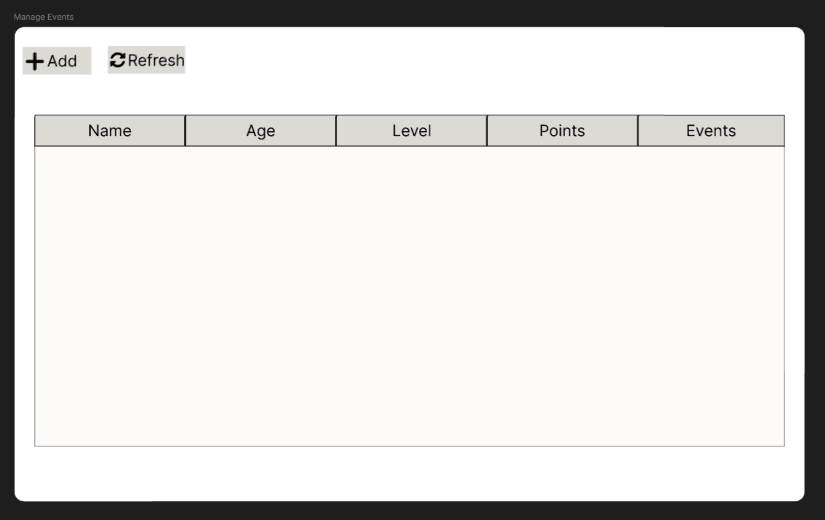 Manage Events
Add Refresh
Name Age Level Points Events